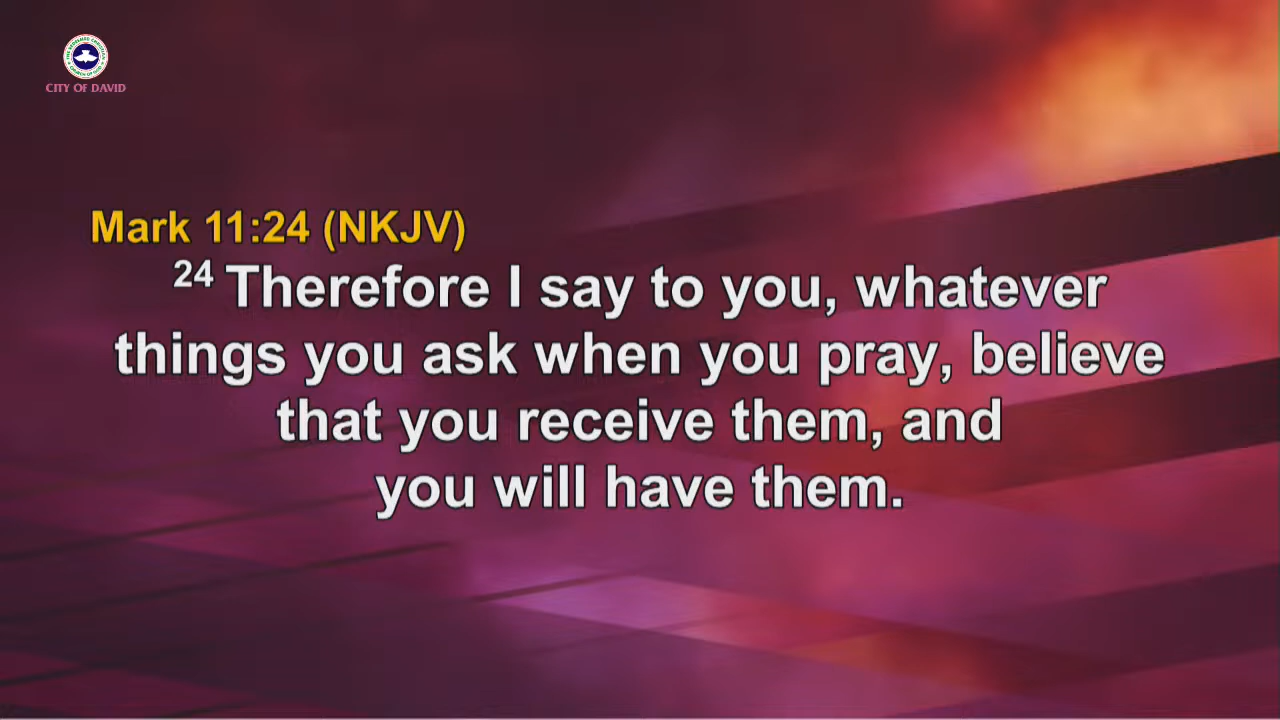 CITY OF DAVID
Mark 11:24 (NKJV)
24 Therefore I say to you, whatever
things you ask when you pray, believe
that you receive them, and
you will have them.